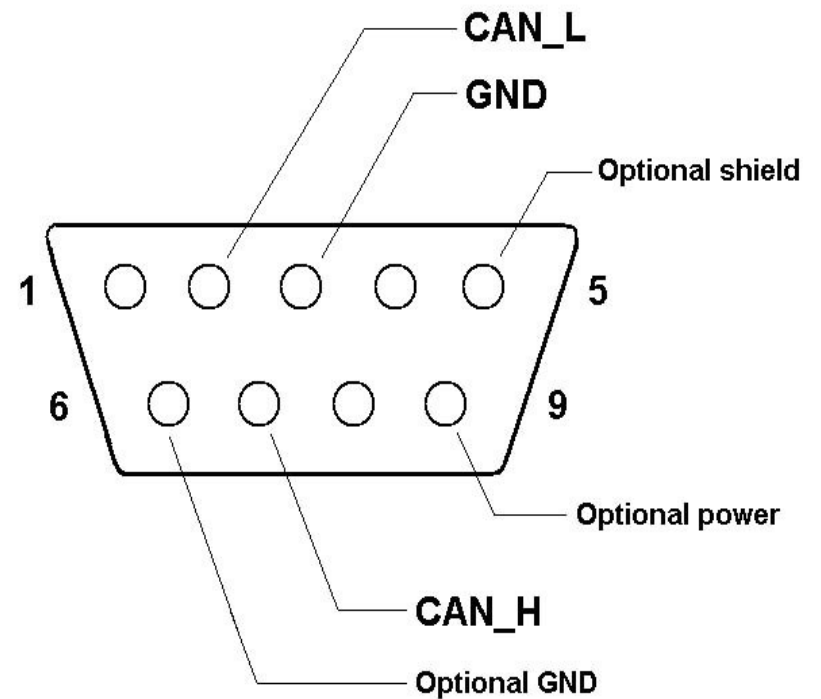 CAN_L
GND
Optional shield
1
5
6
9
Optional power
CAN_H
Optional GND